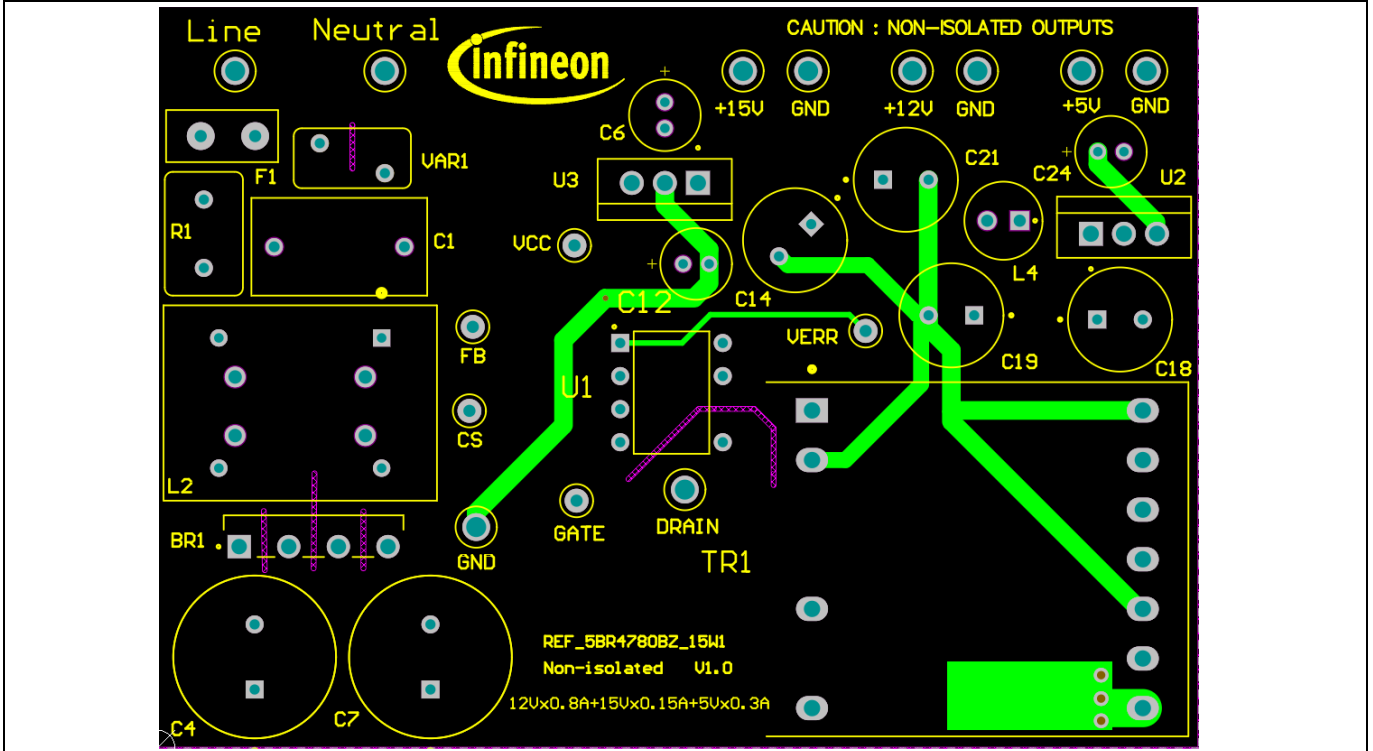 Line Neutral
infineon
CAUTION : NON-ISOLATED OUTPUTS
+15V GND +12V GND +5V GND
C6
F1
VAR1
U3
C21
C24
U2
R1
C1
VCC
L4
C12
C14
VERR
C19
C18
FB
U1
CS
L2
GATE
DRAIN
BR1
GND
TR1
REF_5BR4780BZ_15W1
Non-isolated V1.0
12Vx0.8A+15Vx0.15A+5Vx0.3A
C4
C7